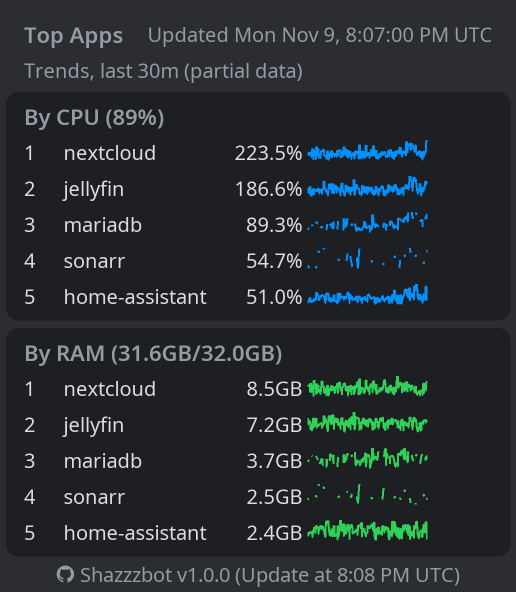 Top Apps Updated Mon Nov 9, 8:07:00 PM UTC
Trends, last 30m (partial data)
By CPU (89%)
1 nextcloud 223.5%
2 jellyfin 186.6%
3 mariadb 89.3%
4 sonarr 54.7%
5 home-assistant 51.0%
By RAM (31.6GB/32.0GB)
1 nextcloud 8.5GB
2 jellyfin 7.2GB
3 mariadb 3.7GB
4 sonarr 2.5GB
5 home-assistant 2.4GB
Shazzzbot v1.0.0 (Update at 8:08 PM UTC)